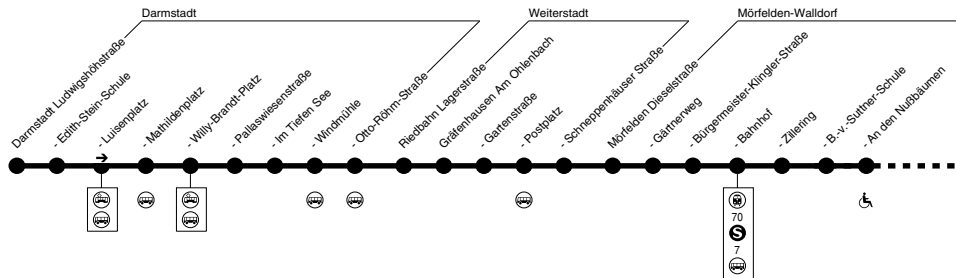 Darmstadt
Weiterstadt
Mörfelden-Walldorf
Darmstadt Ludwigshöhstraße
- Edith-Stein-Schule
- Luisenplatz
- Mathildenplatz
- Willy-Brandt-Platz
- Pallaswiesenstraße
- Im Tiefen See
- Windmühle
- Otto-Röhm-Straße
Riedbahn Lagerstraße
Gräfenhausen Am Ohlenbach
- Gartenstraße
- Postplatz
- Schneppenhäuser Straße
Mörfelden Dieselstraße
- Gärtnerweg
- Bürgermeister-Klingler-Straße
- Bahnhof
- Zillering
- B.-v.-Suttner-Schule
- An den Nußbäumen
70
S
7